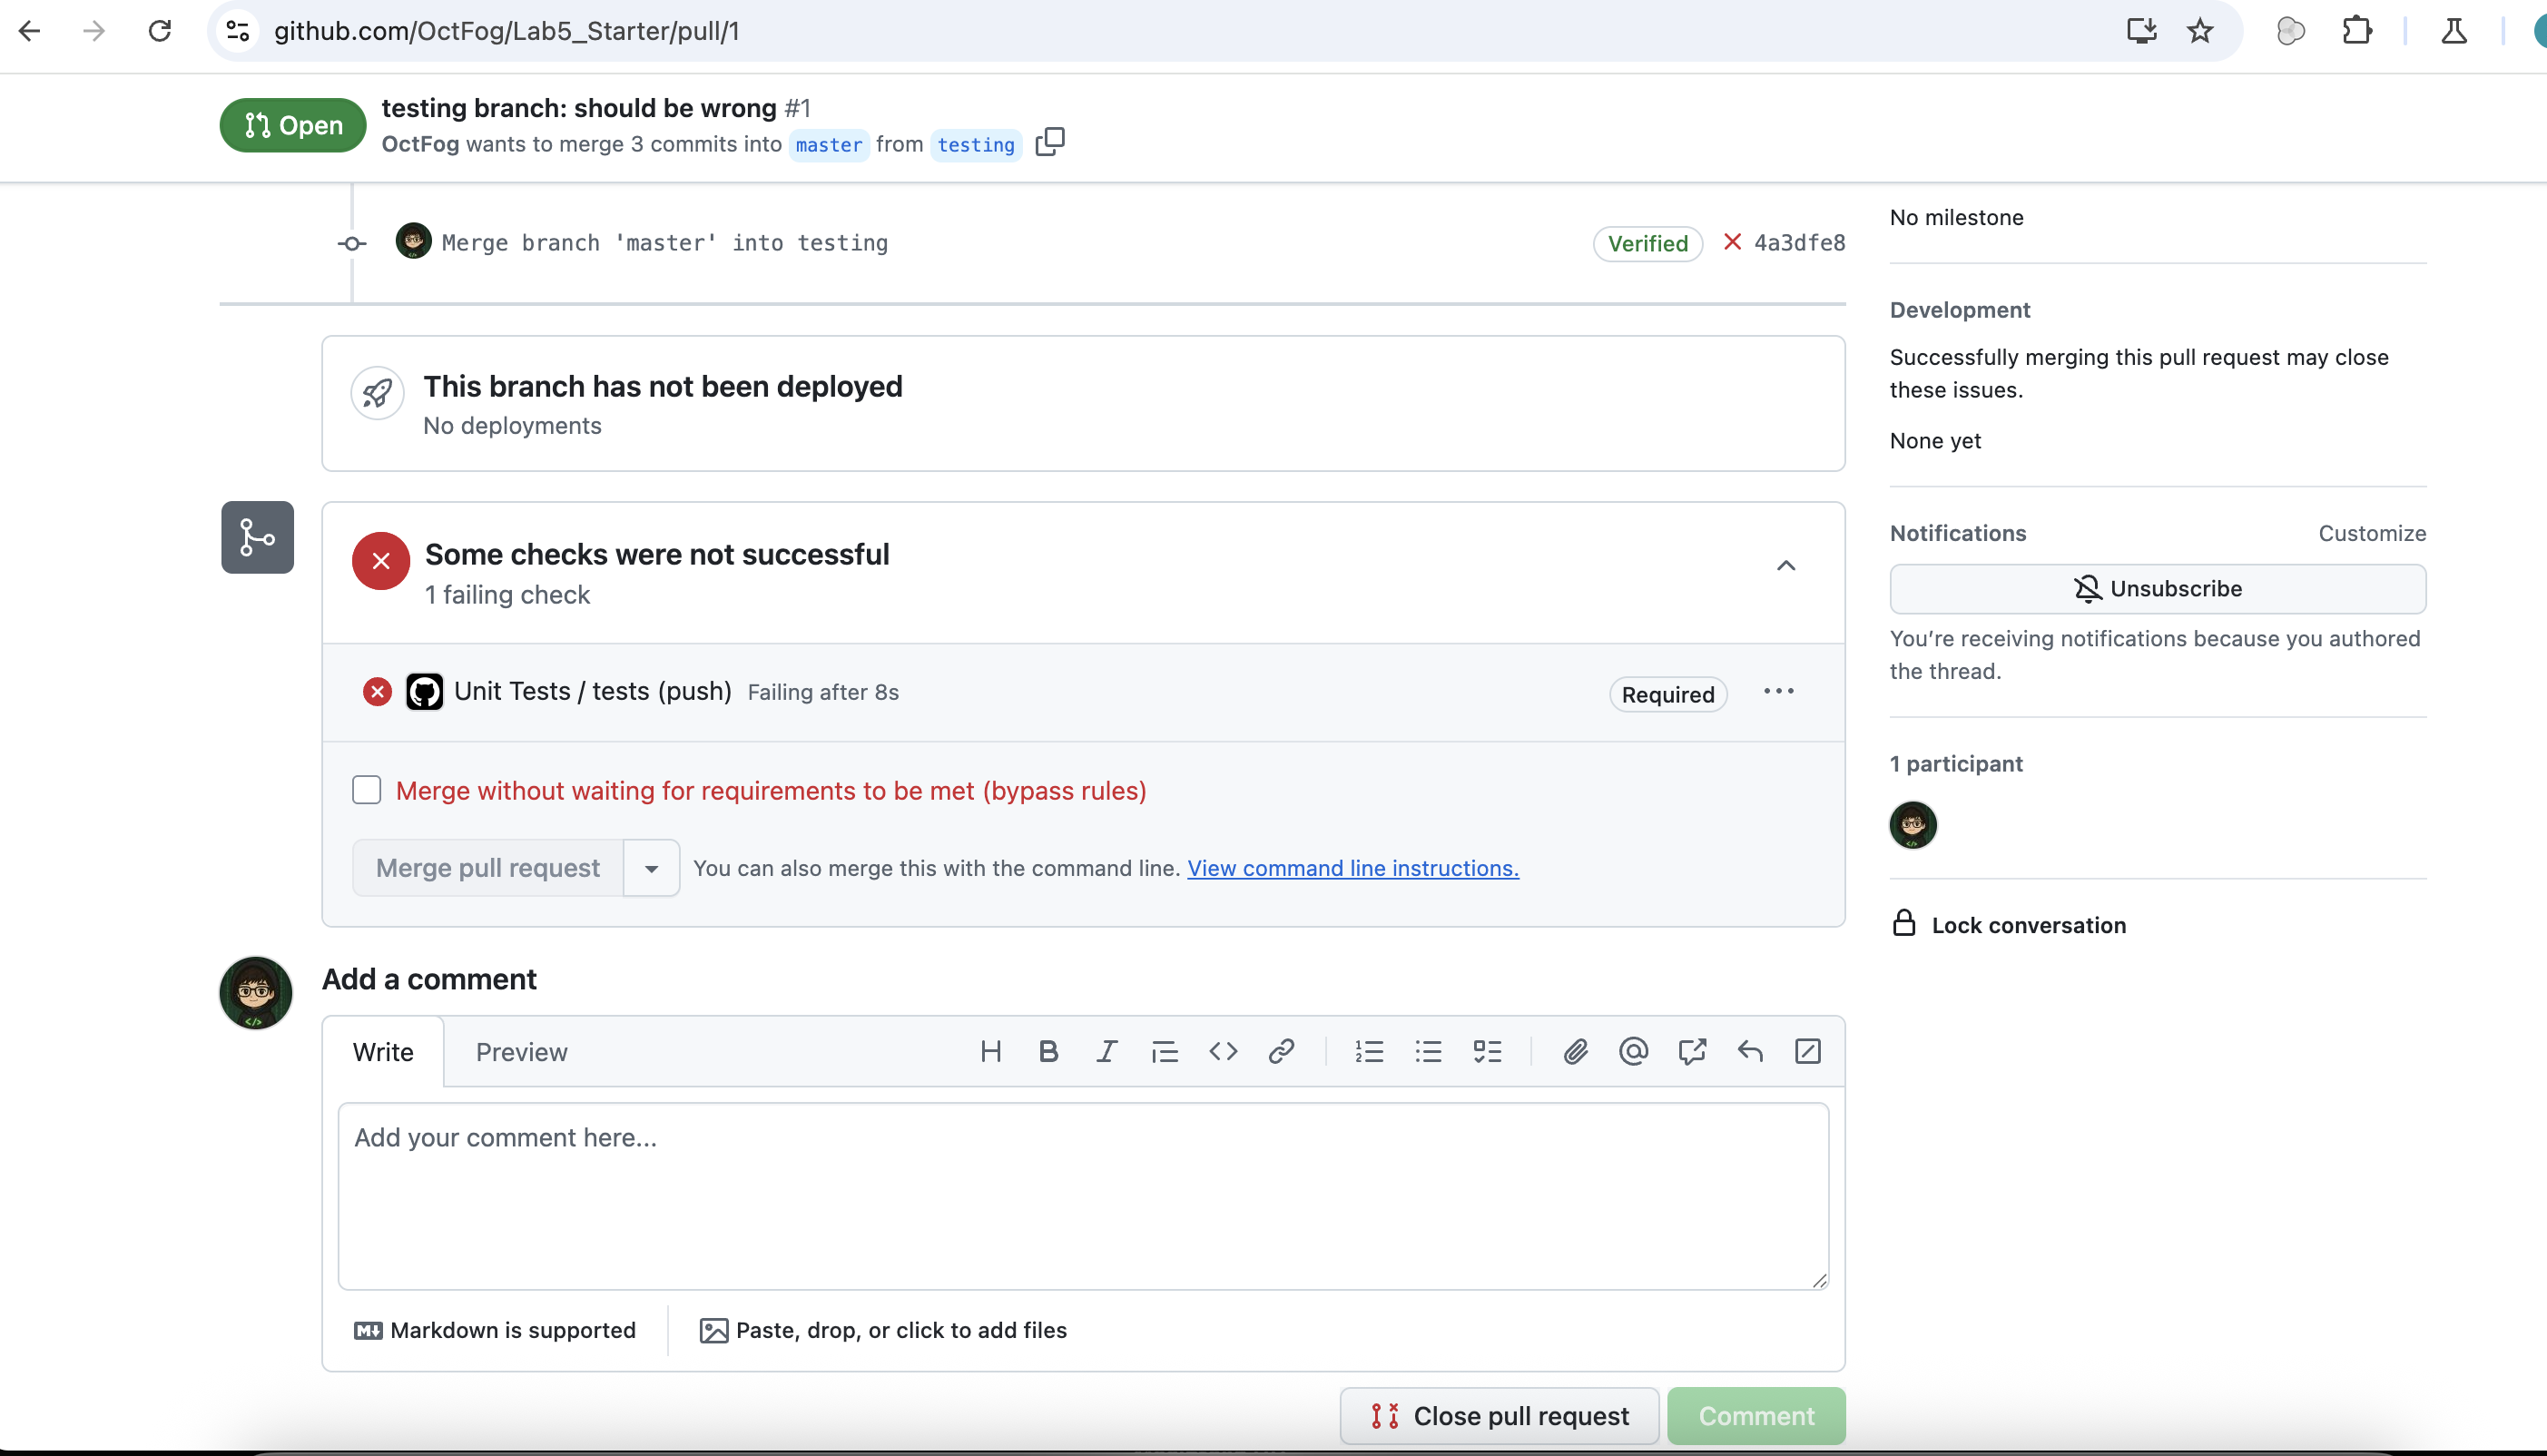 github.com/OctFog/Lab5_Starter/pull/1
Open
testing branch: should be wrong #1
OctFog wants to merge 3 commits into master from testing
Merge branch 'master' into testing
Verified
4a3dfe8
This branch has not been deployed
No deployments
Some checks were not successful
1 failing check
Unit Tests / tests (push) Failing after 8s
Required
Merge without waiting for requirements to be met (bypass rules)
Merge pull request
You can also merge this with the command line. View command line instructions.
Add a comment
Write
Preview
Add your comment here...
Markdown is supported
Paste, drop, or click to add files
Close pull request
Comment
No milestone
Development
Successfully merging this pull request may close
these issues.
None yet
Notifications
Customize
Unsubscribe
You’re receiving notifications because you authored
the thread.
1 participant
Lock conversation